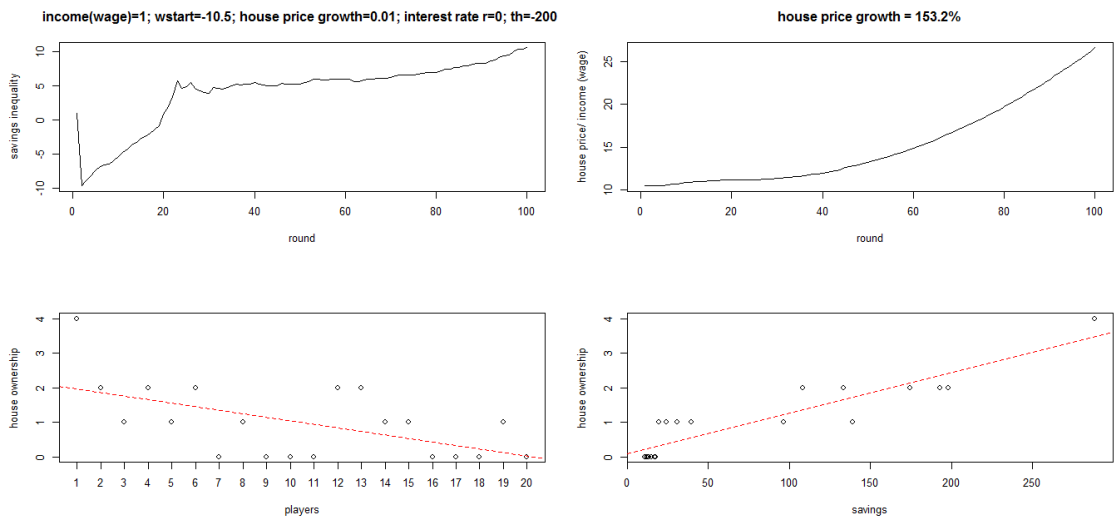 income(wage)=1; wstart=-10.5; house price growth=0.01; interest rate r=0; th=-200
savings inequality
10
5
0
-5
-10
0 20 40 60 80 100
round
house price growth = 153.2%
house price/ income (wage)
25
20
15
10
0 20 40 60 80 100
round
house ownership
4
3
2
1
0
1 2 3 4 5 6 7 8 9 10 11 12 13 14 15 16 17 18 19 20
players
house ownership
4
3
2
1
0
0 50 100 150 200 250
savings